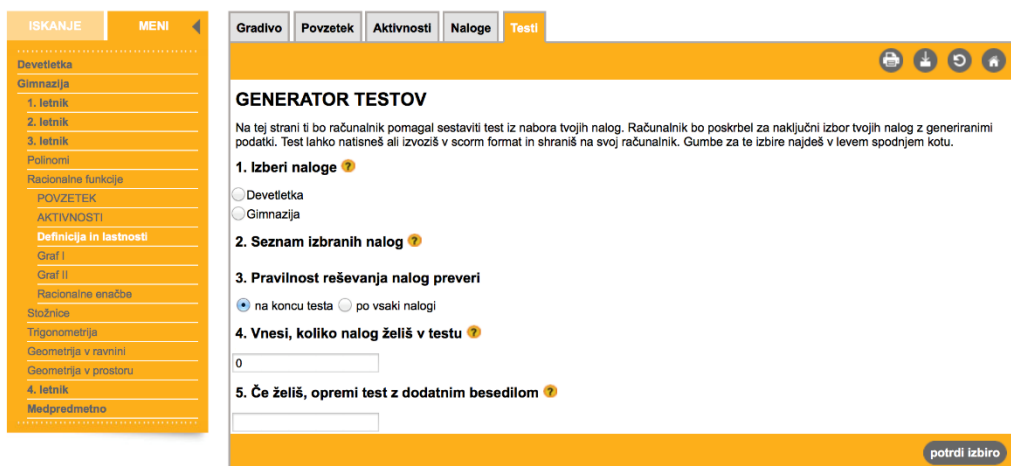 ISKANJE
MENI
Devetletka
Gimnazija
1. letnik
2. letnik
3. letnik
Polinomi
Racionalne funkcije
POVZETEK
AKTIVNOSTI
Definicija in lastnosti
Graf I
Graf II
Racionalne enačbe
Stožnice
Trigonometrija
Geometrija v ravnini
Geometrija v prostoru
4. letnik
Medpredmetno
Gradivo Povzetek Aktivnosti Naloge Testi
GENERATOR TESTOV
Na tej strani ti bo računalnik pomagal sestaviti test iz nabora tvojih nalog. Računalnik bo poskrbel za naključni izbor tvojih nalog z generiranimi
podatki. Test lahko natisneš ali izvoziš v scorm format in shraniš na svoj računalnik. Gumbe za te izbire najdeš v levem spodnjem kotu.
1. Izberi naloge ?
Devetletka
Gimnazija
2. Seznam izbranih nalog ?
3. Pravilnost reševanja nalog preveri
na koncu testa po vsaki nalogi
4. Vnesi, koliko nalog želiš v testu ?
0
5. Če želiš, opremi test z dodatnim besedilom ?
potrdi izbiro